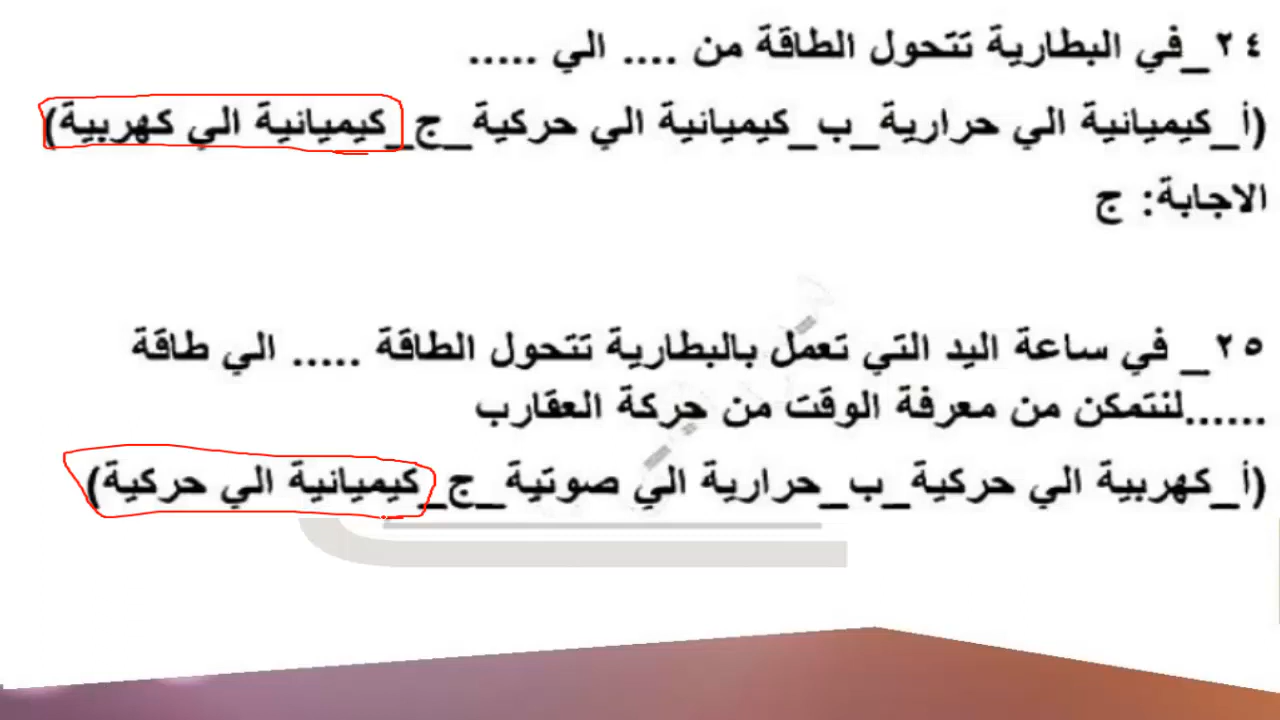 ٢٤_في البطارية تتحول الطاقة من .... الي .....
(أ_كيميانية الي حرارية_ب_كيميانية الي حركية_ج_كيميانية الي كهربية)
الاجابة: ج
٢٥_ في ساعة اليد التي تعمل بالبطارية تتحول الطاقة ..... الي طاقة
......لنتمكن من معرفة الوقت من حركة العقارب
(أ_كهربية الي حركية_ب_حرارية الي صوتية_ج_كيميانية الي حركية)